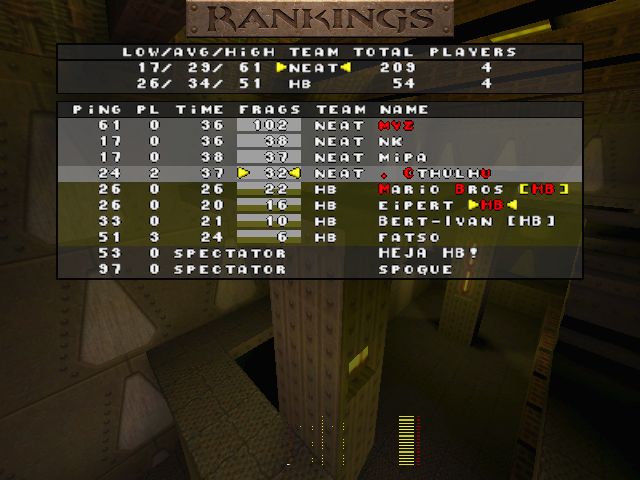 RANKINGS
LOW/AVG/HiGH TEAM TOTAL PLAYERS
17/ 29/ 61 NEAT 209 4
26/ 34/ 51 HB 54 4
PiNG PL TiME FRAGS TEAM NAME
61 0 36 102 NEAT MVZ
17 0 36 38 NEAT NK
17 0 38 37 NEAT MiPA
24 2 37 32 NEAT . CTHULHU
26 0 26 22 HB MARiO BROS [HB]
26 0 20 16 HB EiPERT HB
33 0 21 10 HB BERT-iVAN [HB]
51 3 24 6 HB FATSO
53 0 SPECTATOR HEJA HB!
97 0 SPECTATOR SPOGUE